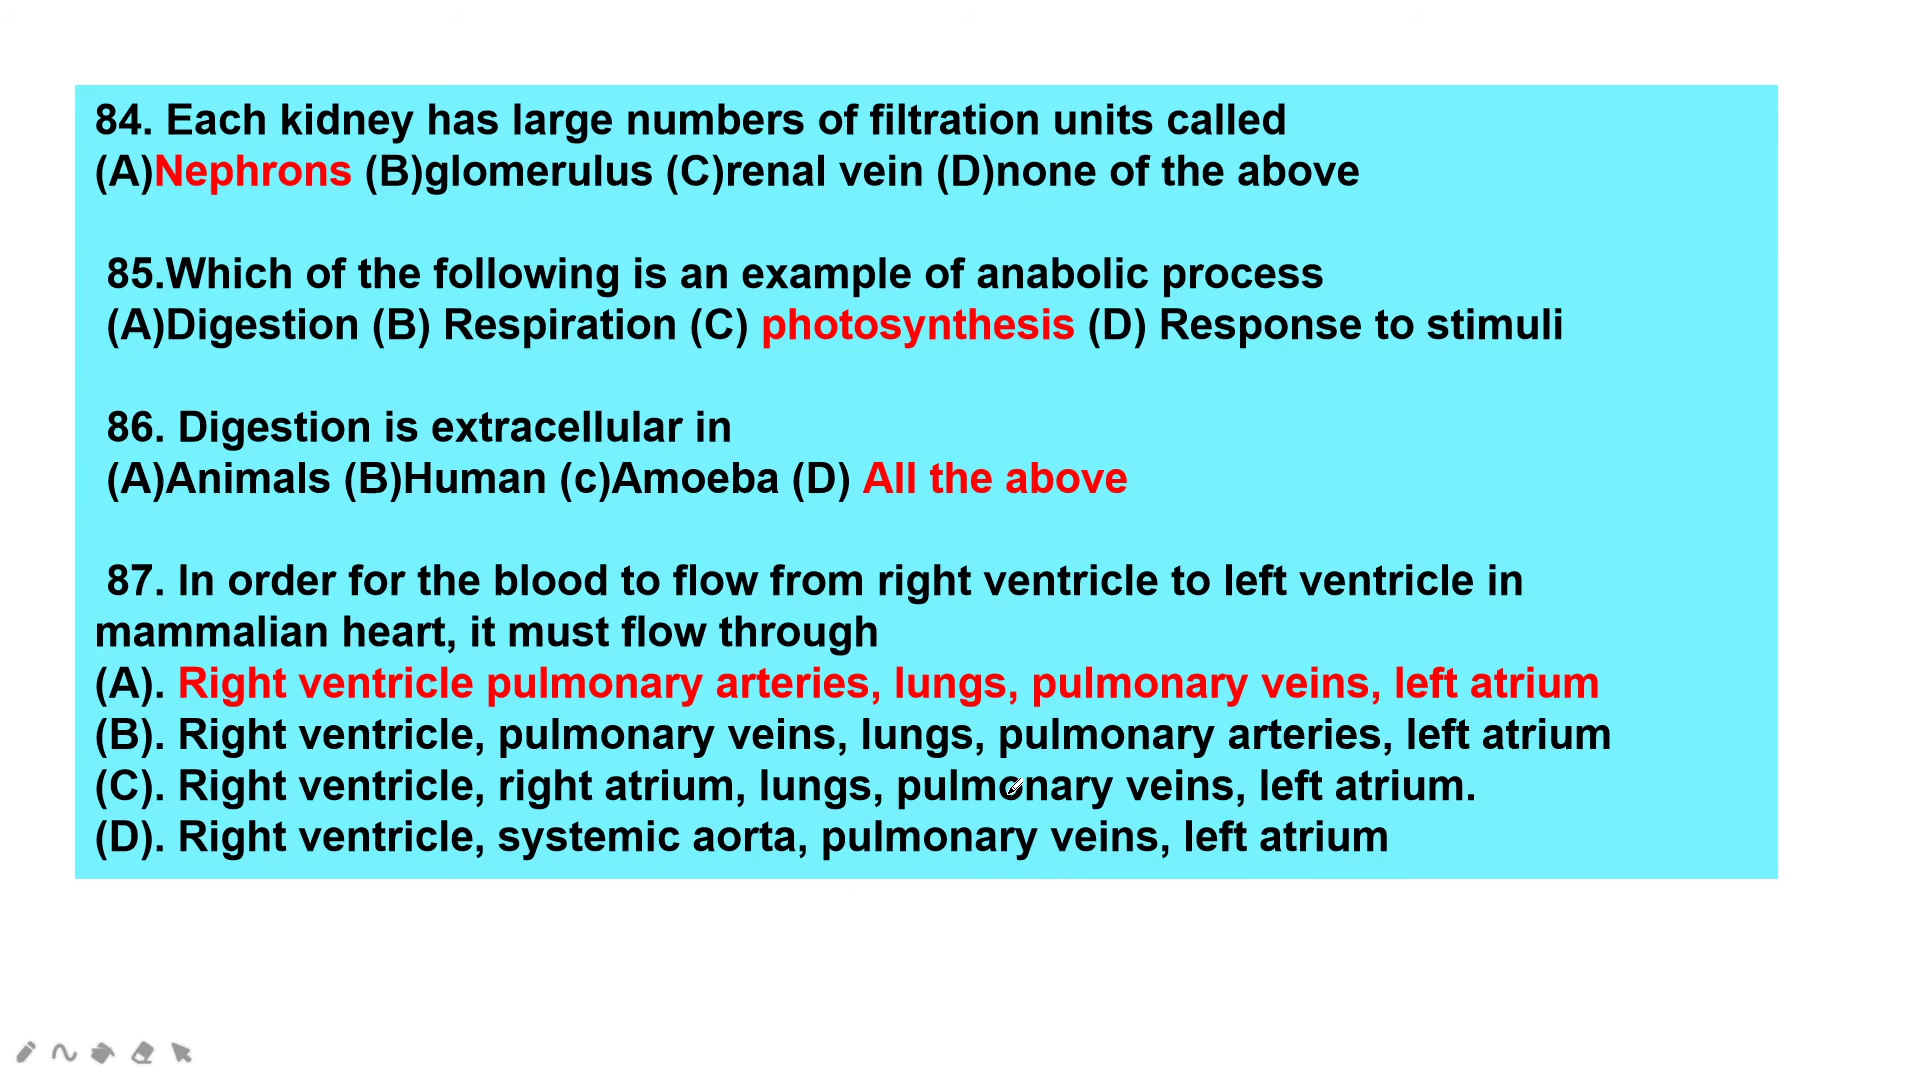 84. Each kidney has large numbers of filtration units called
(A)Nephrons (B)glomerulus (C)renal vein (D)none of the above
85.Which of the following is an example of anabolic process
(A)Digestion (B) Respiration (C) photosynthesis (D) Response to stimuli
86. Digestion is extracellular in
(A)Animals (B)Human (c)Amoeba (D) All the above
87. In order for the blood to flow from right ventricle to left ventricle in
mammalian heart, it must flow through
(A). Right ventricle pulmonary arteries, lungs, pulmonary veins, left atrium
(B). Right ventricle, pulmonary veins, lungs, pulmonary arteries, left atrium
(C). Right ventricle, right atrium, lungs, pulmonary veins, left atrium.
(D). Right ventricle, systemic aorta, pulmonary veins, left atrium